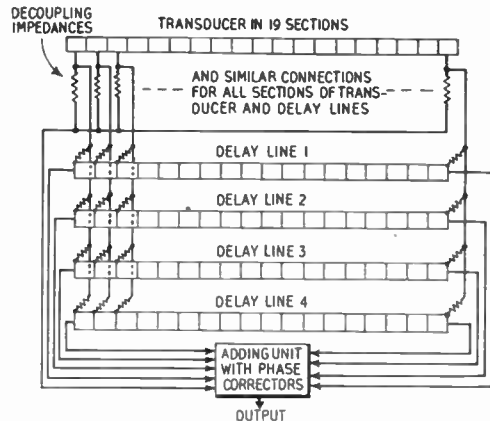 DECOUPLING
IMPEDANCES
TRANSDUCER IN 19 SECTIONS
AND SIMILAR CONNECTIONS
FOR ALL SECTIONS OF TRANS-
DUCER AND DELAY LINES
DELAY LINE 1
DELAY LINE 2
DELAY LINE 3
DELAY LINE 4
ADDING UNIT
WITH PHASE
CORRECTORS
OUTPUT